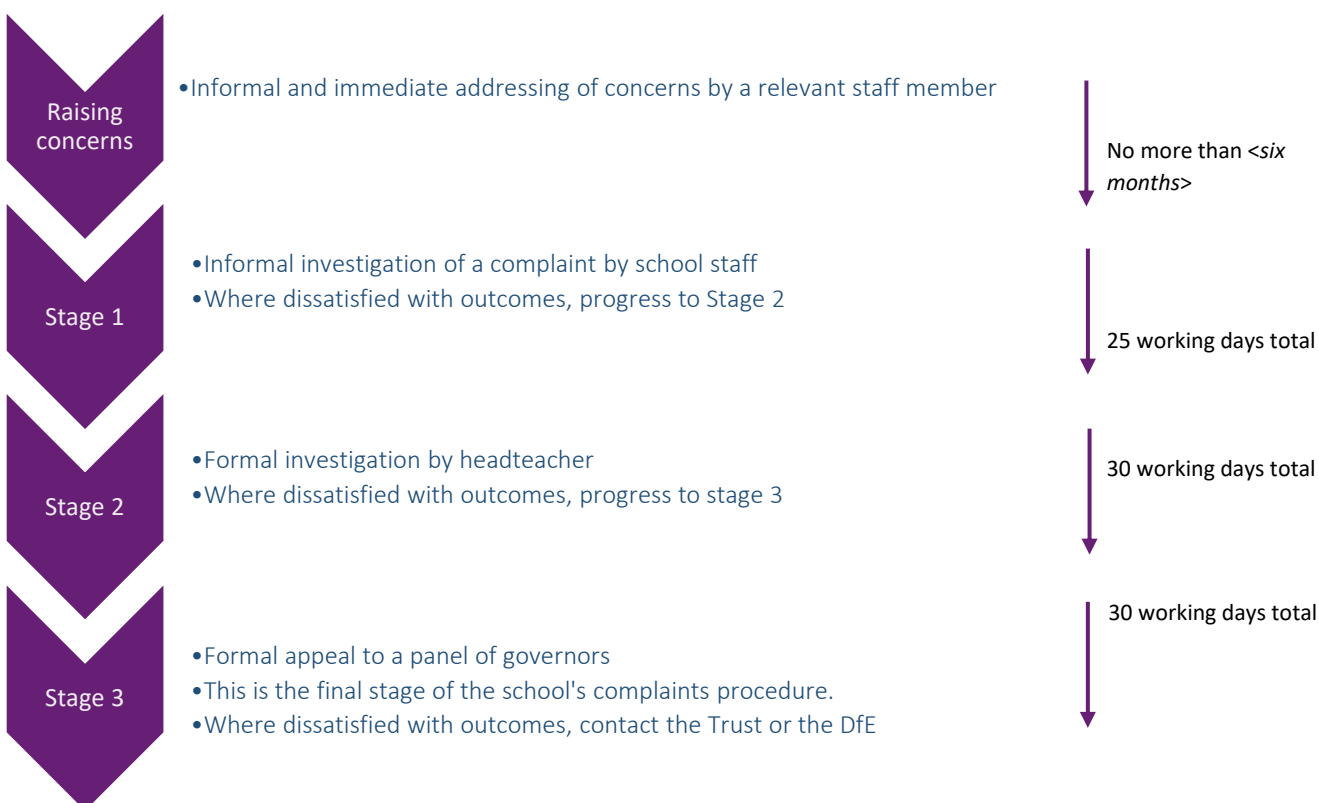 Raising
concerns
•Informal and immediate addressing of concerns by a relevant staff member
No more than <six
months>
Stage 1
•Informal investigation of a complaint by school staff
•Where dissatisfied with outcomes, progress to Stage 2
25 working days total
Stage 2
•Formal investigation by headteacher
•Where dissatisfied with outcomes, progress to stage 3
30 working days total
Stage 3
•Formal appeal to a panel of governors
•This is the final stage of the school's complaints procedure.
•Where dissatisfied with outcomes, contact the Trust or the DfE
30 working days total